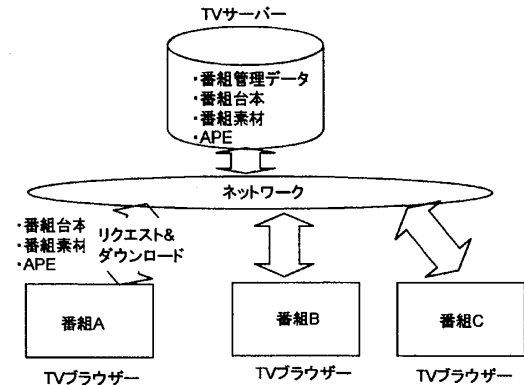 TVサーバー
・番組管理データ
・番組台本
・番組素材
・APE
ネットワーク
・番組台本
・番組素材
・APE
リクエスト&
ダウンロード
番組A
番組B
番組C
TVブラウザー
TVブラウザー
TVブラウザー